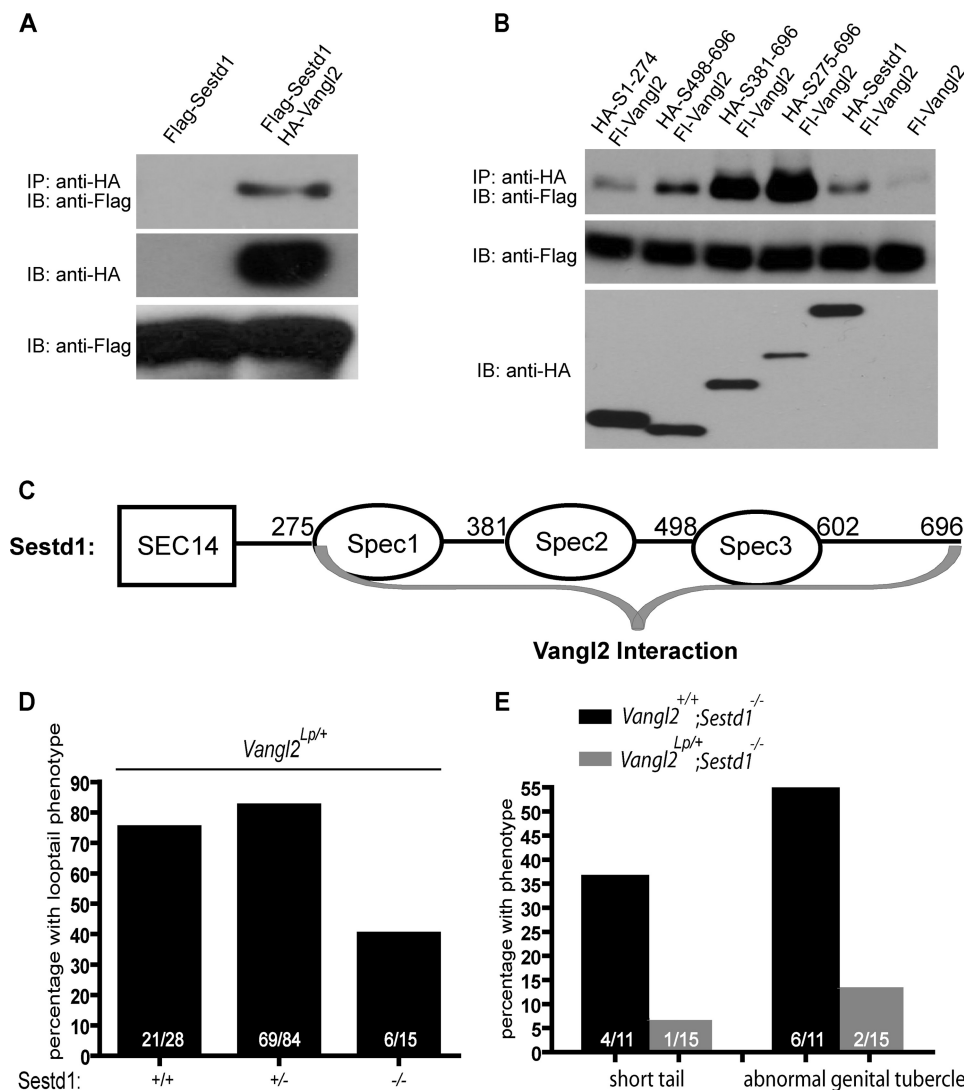 A
Flag-Sestd1
Flag-Sestd1
HA-Vangl2
IP: anti-HA
IB: anti-Flag
IB: anti-HA
IB: anti-Flag
B
HA-S1-274
Fl-Vangl2
HA-S498-696
Fl-Vangl2
HA-S381-696
Fl-Vangl2
HA-S275-696
Fl-Vangl2
HA-Sestd1
Fl-Vangl2
Fl-Vangl2
IP: anti-HA
IB: anti-Flag
IB: anti-Flag
IB: anti-HA
C
Sestd1:
SEC14
275
Spec1
381
Spec2
498
Spec3
602
696
Vangl2 Interaction
D
Vangl2 Lp/+
percentage with looptail phenotype
90
80
70
60
50
40
30
20
10
0
21/28
69/84
6/15
Sestd1: +/+ +/- -/-
E
Vangl2+/+;Sestd1-/-
Vangl2Lp/+;Sestd1-/-
percentage with phenotype
55
50
45
40
35
30
25
20
15
10
5
0
4/11
1/15
6/11
2/15
short tail
abnormal genital tubercle